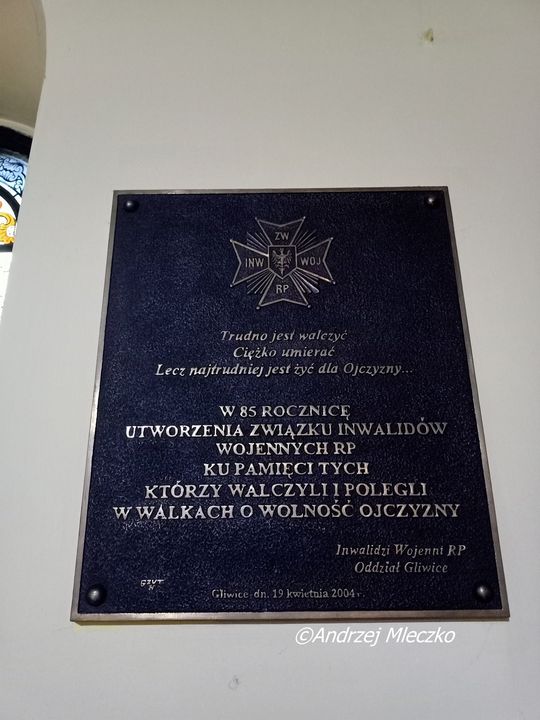 ZW
INW WOJ
RP
Trudno jest walczyć
Ciężko umierać
Lecz najtrudniej jest żyć dla Ojczyzny...
W 85 ROCZNICĘ
UTWORZENIA ZWIĄZKU INWALIDÓW
WOJENNYCH RP
KU PAMIĘCI TYCH
KTÓRZY WALCZYLI I POLEGLI
W WALKACH O WOLNOŚĆ OJCZYZNY
Inwalidzi Wojenni RP
Oddział Gliwice
Gliwice dn. 19 kwietnia 2004 r.
©Andrzej Mleczko